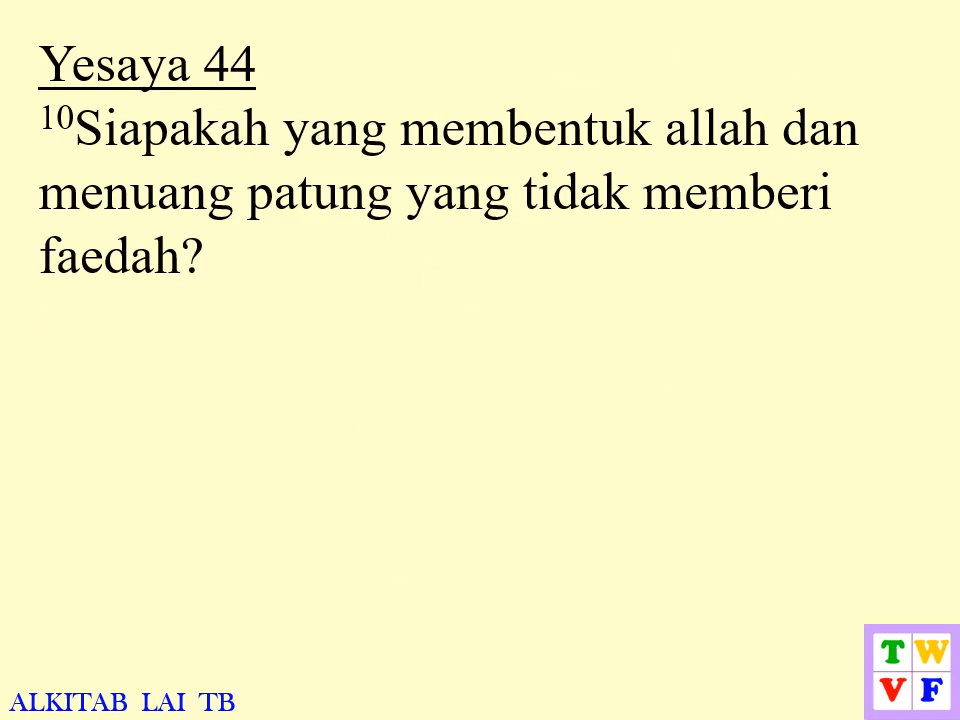 Yesaya 44
10Siapakah yang membentuk allah dan
menuang patung yang tidak memberi
faedah?
T W
V F
ALKITAB LAI TB